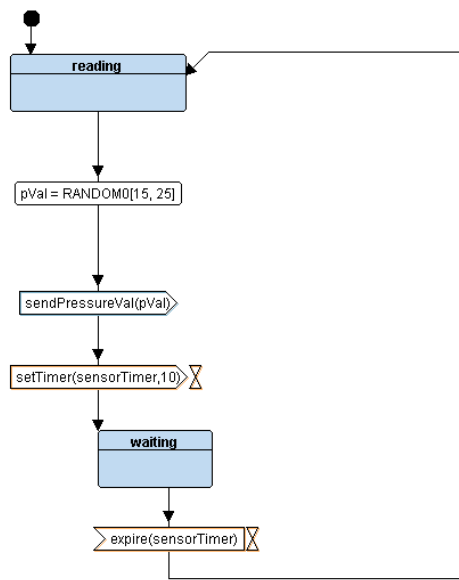 reading
pVal = RANDOM0[15, 25]
sendPressureVal(pVal)
setTimer(sensorTimer,10)
waiting
expire(sensorTimer)